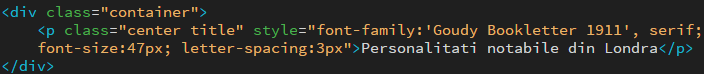 <div class="container">
<p class="center title" style="font-family:'Goudy Bookletter 1911', serif;
font-size:47px; letter-spacing:3px">Personalitati notabile din Londra</p>
</div>